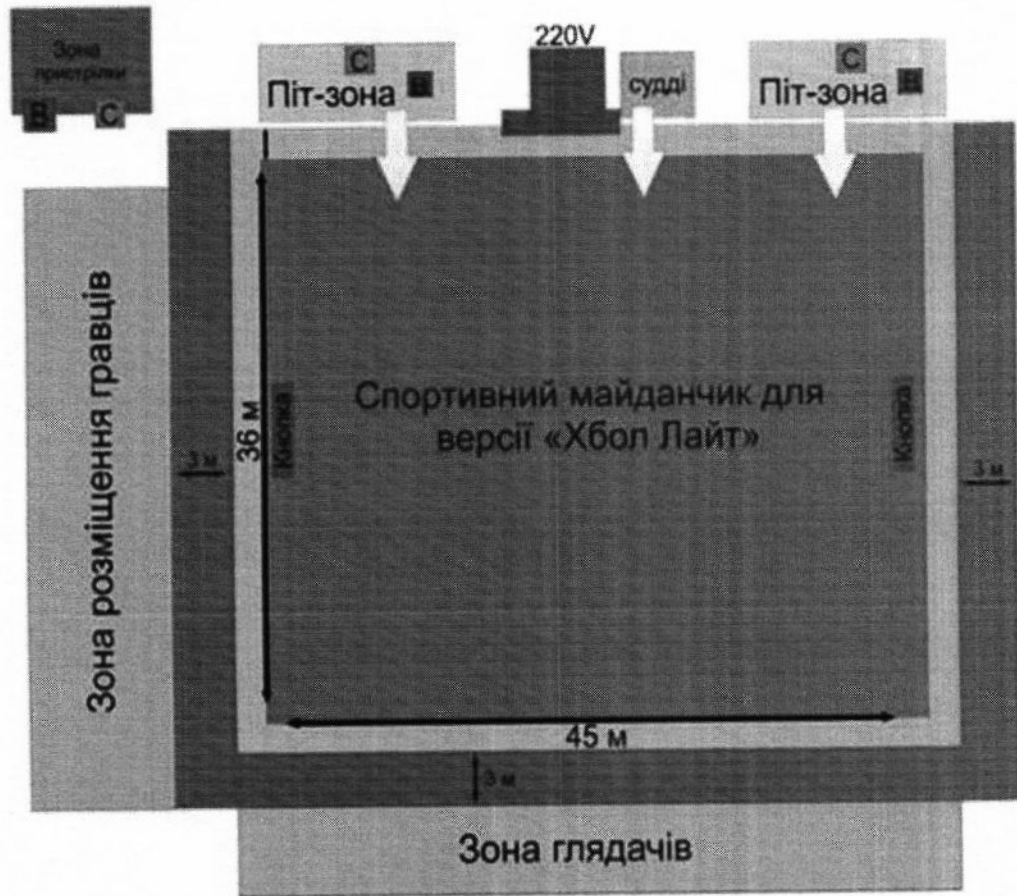 Зона
пристрілки
В
С
С
Піт-зона
В
220V
судді
С
Піт-зона
В
Зона розміщення гравців
3 м
36 м
Кнопка
Спортивний майданчик для
версії «Хбол Лайт»
Кнопка
3 м
45 м
3 м
Зона глядачів